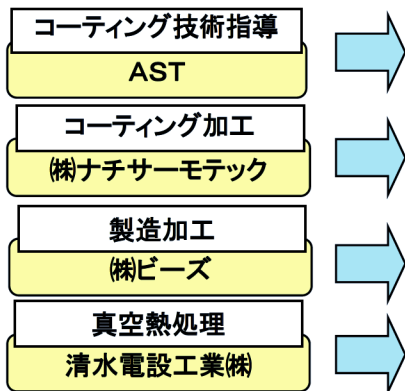 コーティング技術指導
AST
コーティング加工
㈱ナチサーモテック
製造加工
㈱ビーズ
真空熱処理
清水電設工業㈱